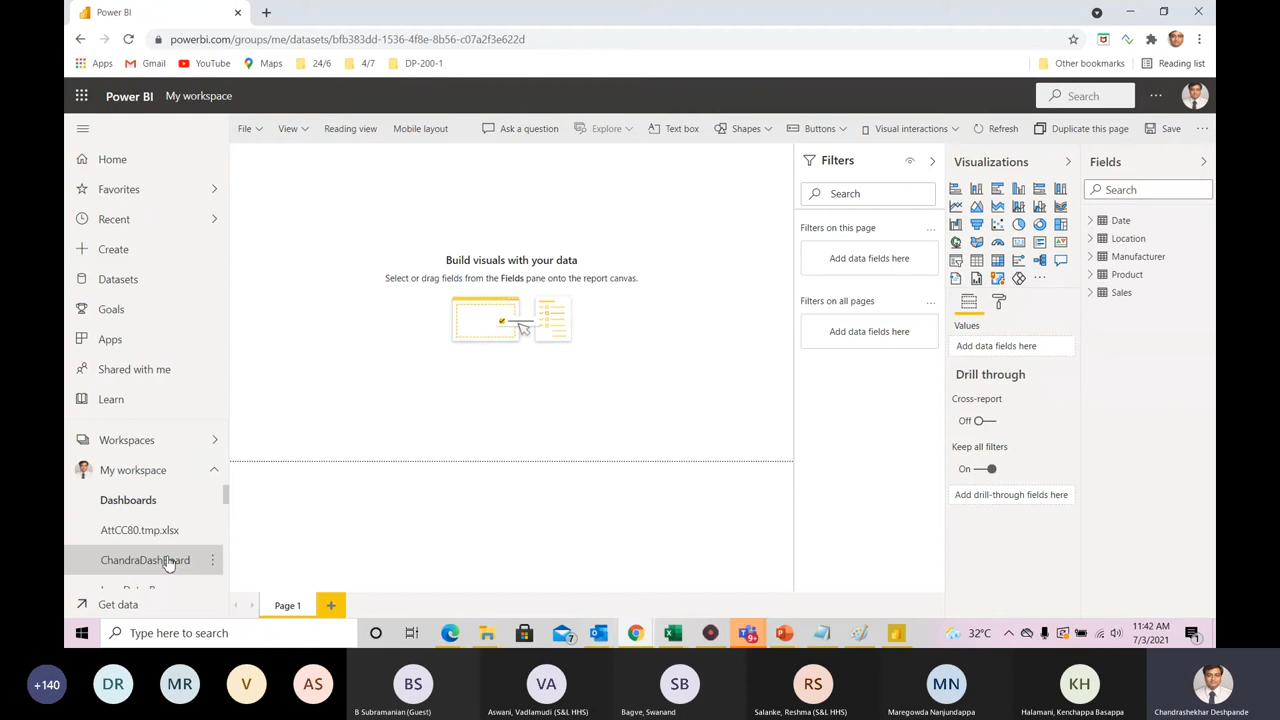 Power BI
powerbi.com/groups/me/datasets/bfb383dd-1536-4f8e-8b56-c07a2f3e622d
Apps
Gmail
YouTube
Maps
24/6
4/7
DP-200-1
Other bookmarks
Reading list
Power BI
My workspace
Search
File
View
Reading view
Mobile layout
Ask a question
Explore
Text box
Shapes
Buttons
Visual interactions
Refresh
Duplicate this page
Save
Home
Favorites
Recent
Create
Datasets
Goals
Apps
Shared with me
Learn
Workspaces
My workspace
Dashboards
AttCC80.tmp.xlsx
Get data
Build visuals with your data
Select or drag fields from the Fields pane onto the report canvas.
Page 1
Filters
Search
Filters on this page
Add data fields here
Filters on all pages
Add data fields here
Visualizations
Values
Add data fields here
Drill through
Cross-report
Off
Keep all filters
On
Add drill-through fields here
Fields
Search
Date
Location
Manufacturer
Product
Sales
Type here to search
7
9+
32°C
11:42 AM
7/3/2021
1
+140
DR
MR
V
AS
BS
B Subramanian (Guest)
VA
Aswani, Vadlamudi (S&L HHS)
SB
Bagve, Swanand
RS
Salanke, Reshma (S&L HHS)
MN
Maregowda Nanjundappa
KH
Halamani, Kenchappa Basappa
Chandrashekhar Deshpande